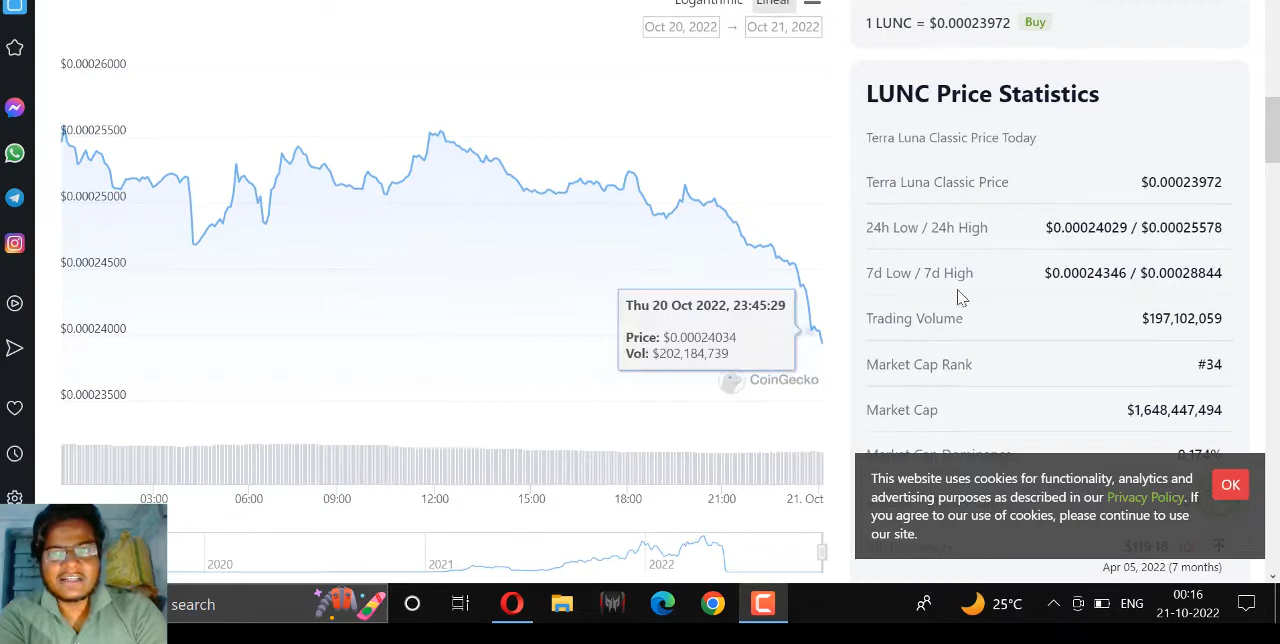 Logarithmic Linear
Oct 20, 2022 → Oct 21, 2022
$0.00026000
$0.00025500
$0.00025000
$0.00024500
$0.00024000
$0.00023500
Thu 20 Oct 2022, 23:45:29
Price: $0.00024034
Vol: $202,184,739
CoinGecko
03:00 06:00 09:00 12:00 15:00 18:00 21:00 21. Oct
2020 2021 2022
1 LUNC = $0.00023972 Buy
LUNC Price Statistics
Terra Luna Classic Price Today
Terra Luna Classic Price $0.00023972
24h Low / 24h High $0.00024029 / $0.00025578
7d Low / 7d High $0.00024346 / $0.00028844
Trading Volume $197,102,059
Market Cap Rank #34
Market Cap $1,648,447,494
Market Cap Dominance 0.174%
This website uses cookies for functionality, analytics and
advertising purposes as described in our Privacy Policy. If
you agree to our use of cookies, please continue to use
our site.
OK
$119.18
Apr 05, 2022 (7 months)
search
25°C
ENG
00:16
21-10-2022